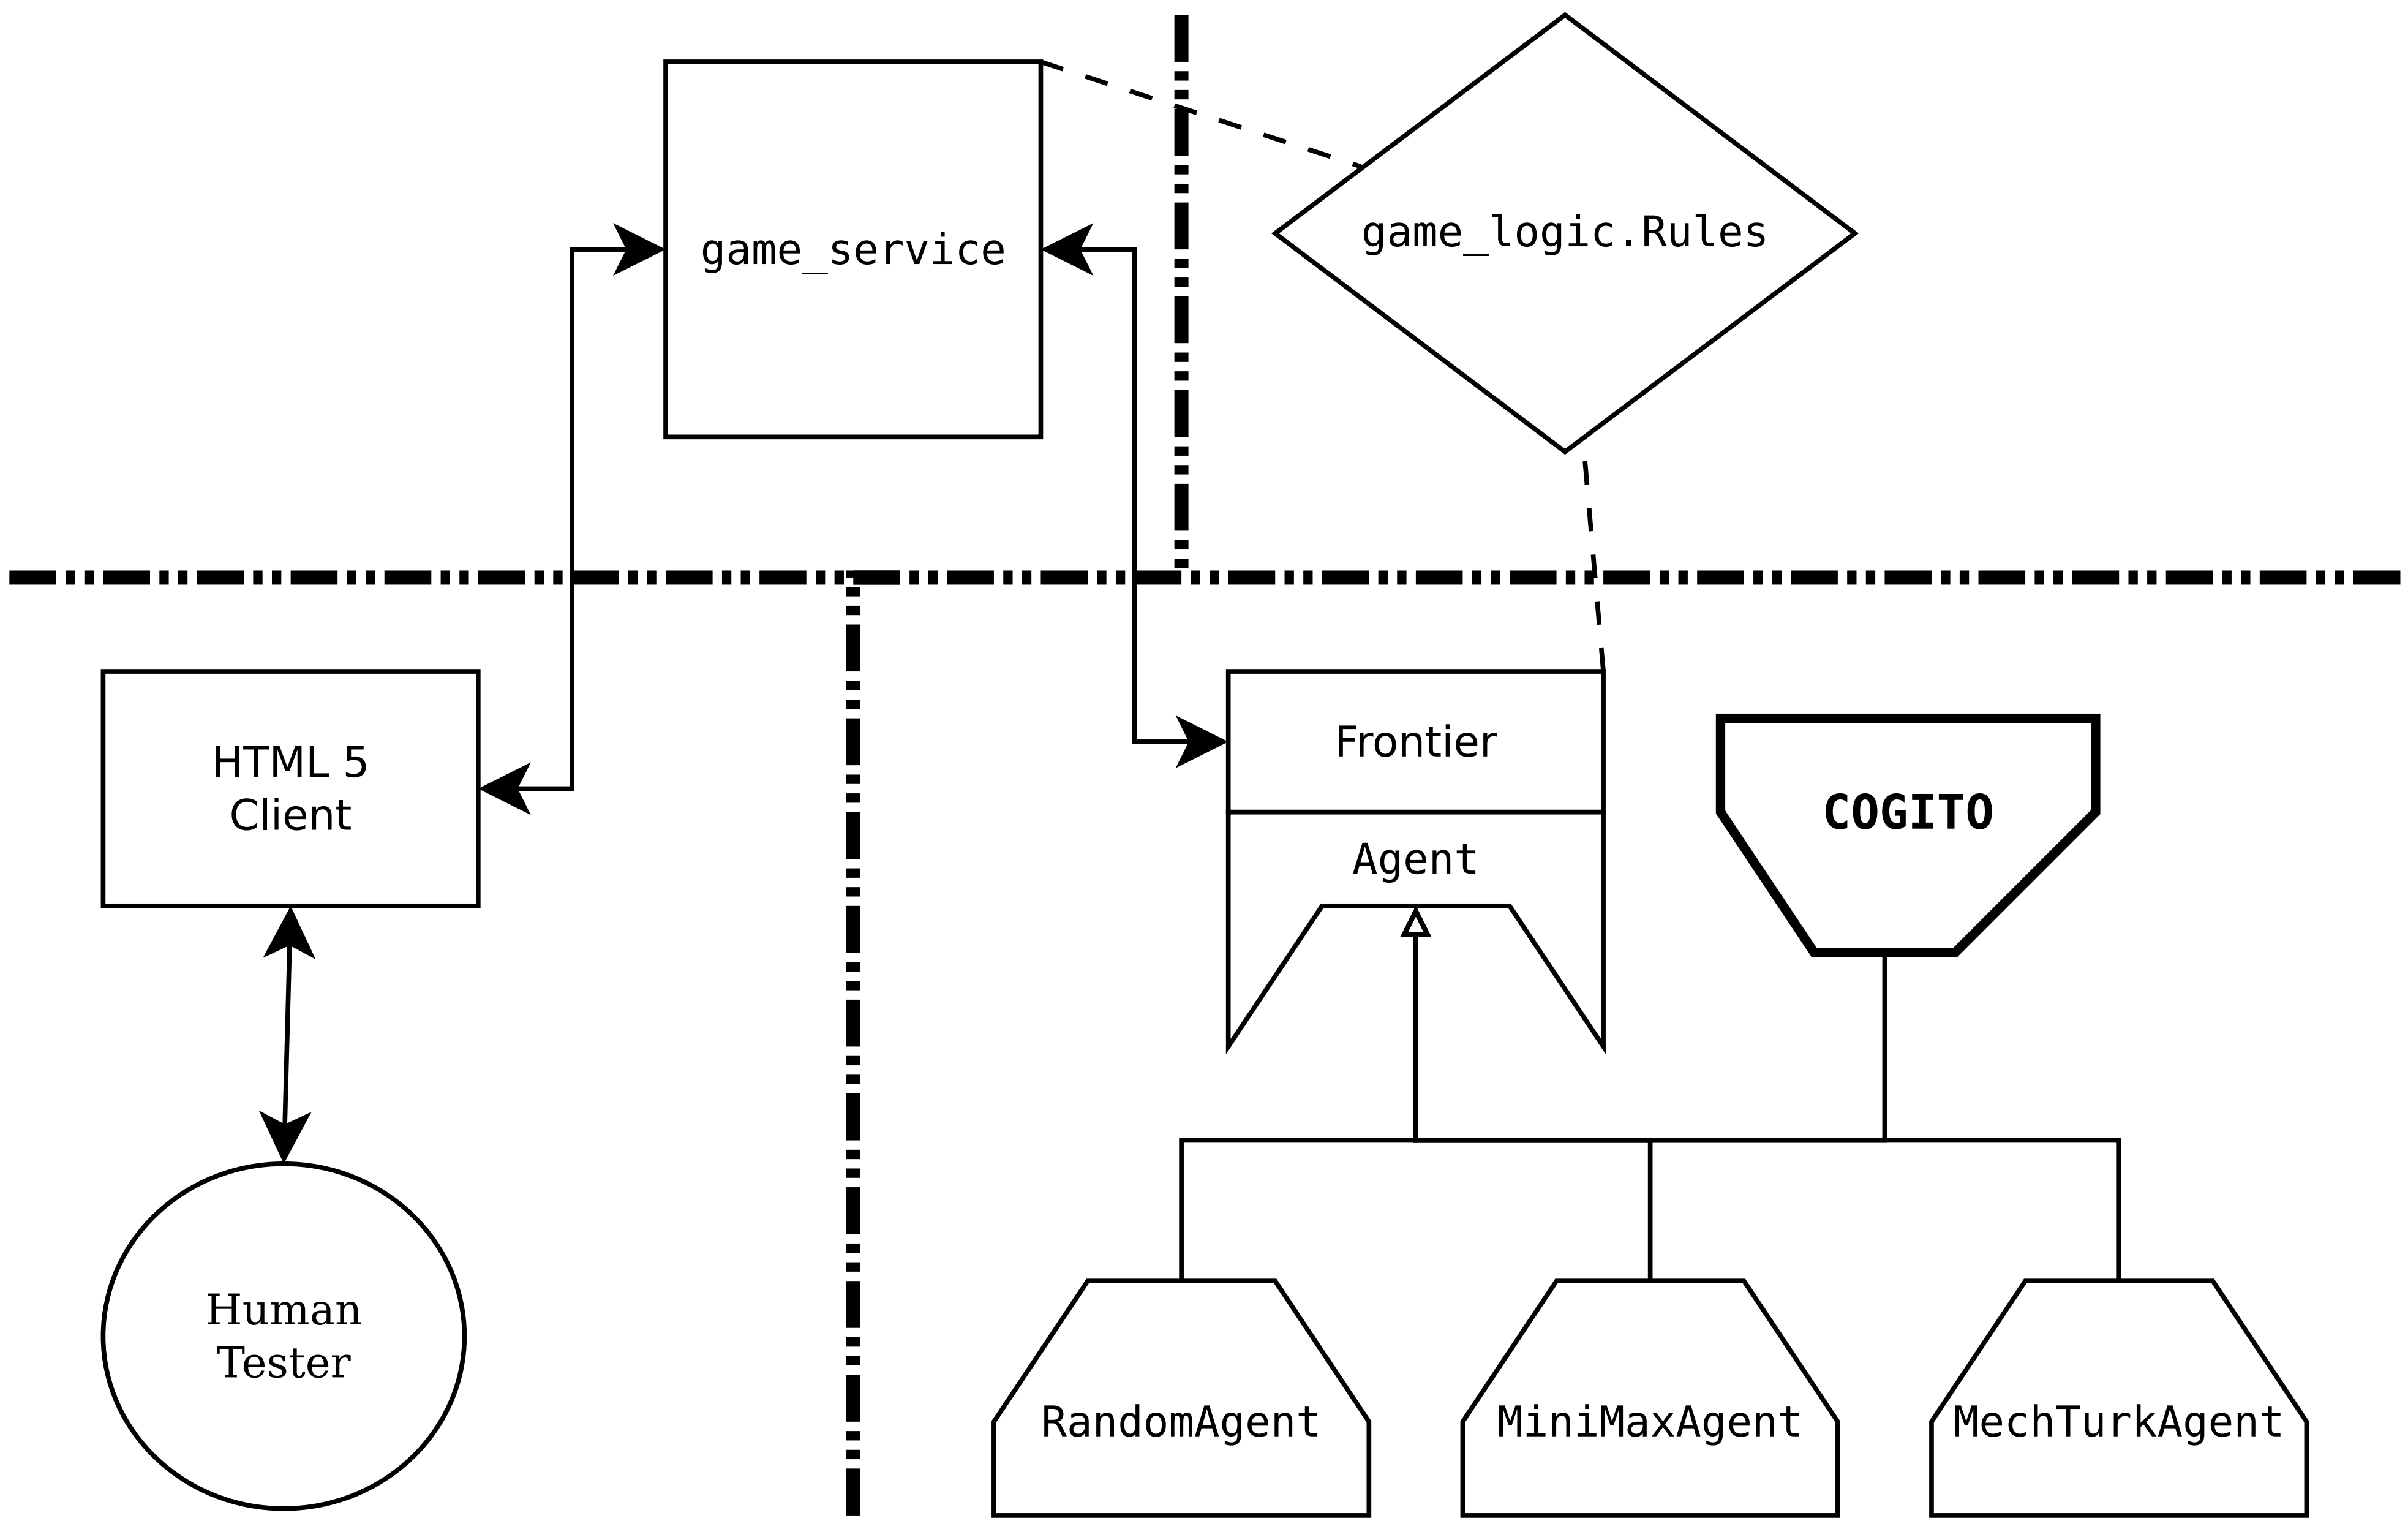 game_service
game_logic.Rules
HTML 5
Client
Frontier
Agent
COGITO
Human
Tester
RandomAgent
MiniMaxAgent
MechTurkAgent